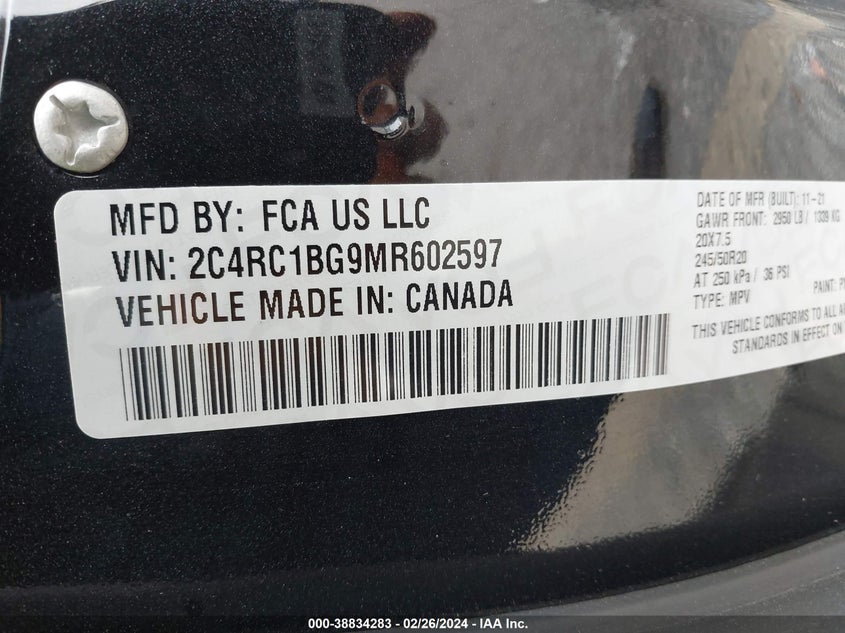 MFD BY: FCA US LLC
VIN: 2C4RC1BG9MR602597
VEHICLE MADE IN: CANADA
DATE OF MFR (BUILT): 11-21
GAWR FRONT: 2950 LB / 1339 KG
20X7.5
245/50R20
AT 250 kPa / 36 PSI
TYPE: MPV
PAINT:
THIS VEHICLE CONFORMS TO ALL
STANDARDS IN EFFECT ON
000-38834283 - 02/26/2024 - IAA Inc.